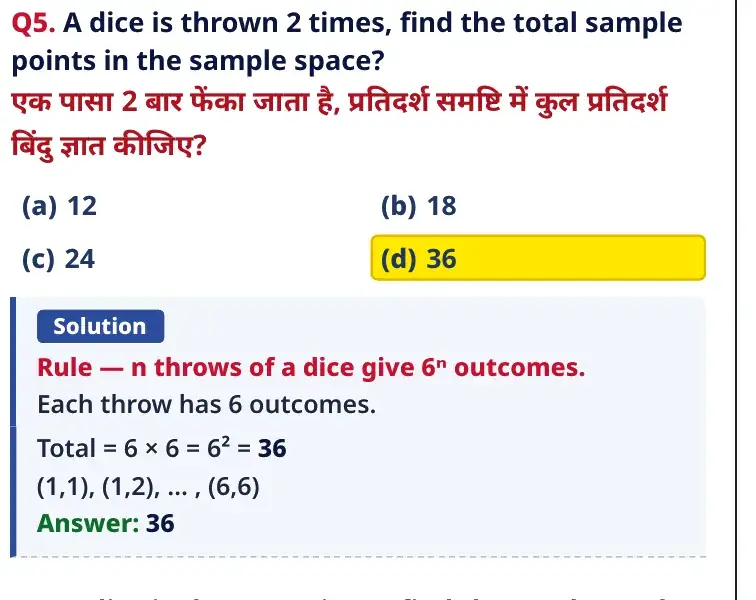 Q5. A dice is thrown 2 times, find the total sample
points in the sample space?
एक पासा 2 बार फेंका जाता है, प्रतिदर्श समष्टि में कुल प्रतिदर्श
बिंदु ज्ञात कीजिए?
(a) 12 (b) 18
(c) 24 (d) 36
Solution
Rule — n throws of a dice give 6ⁿ outcomes.
Each throw has 6 outcomes.
Total = 6 × 6 = 6² = 36
(1,1), (1,2), ... , (6,6)
Answer: 36